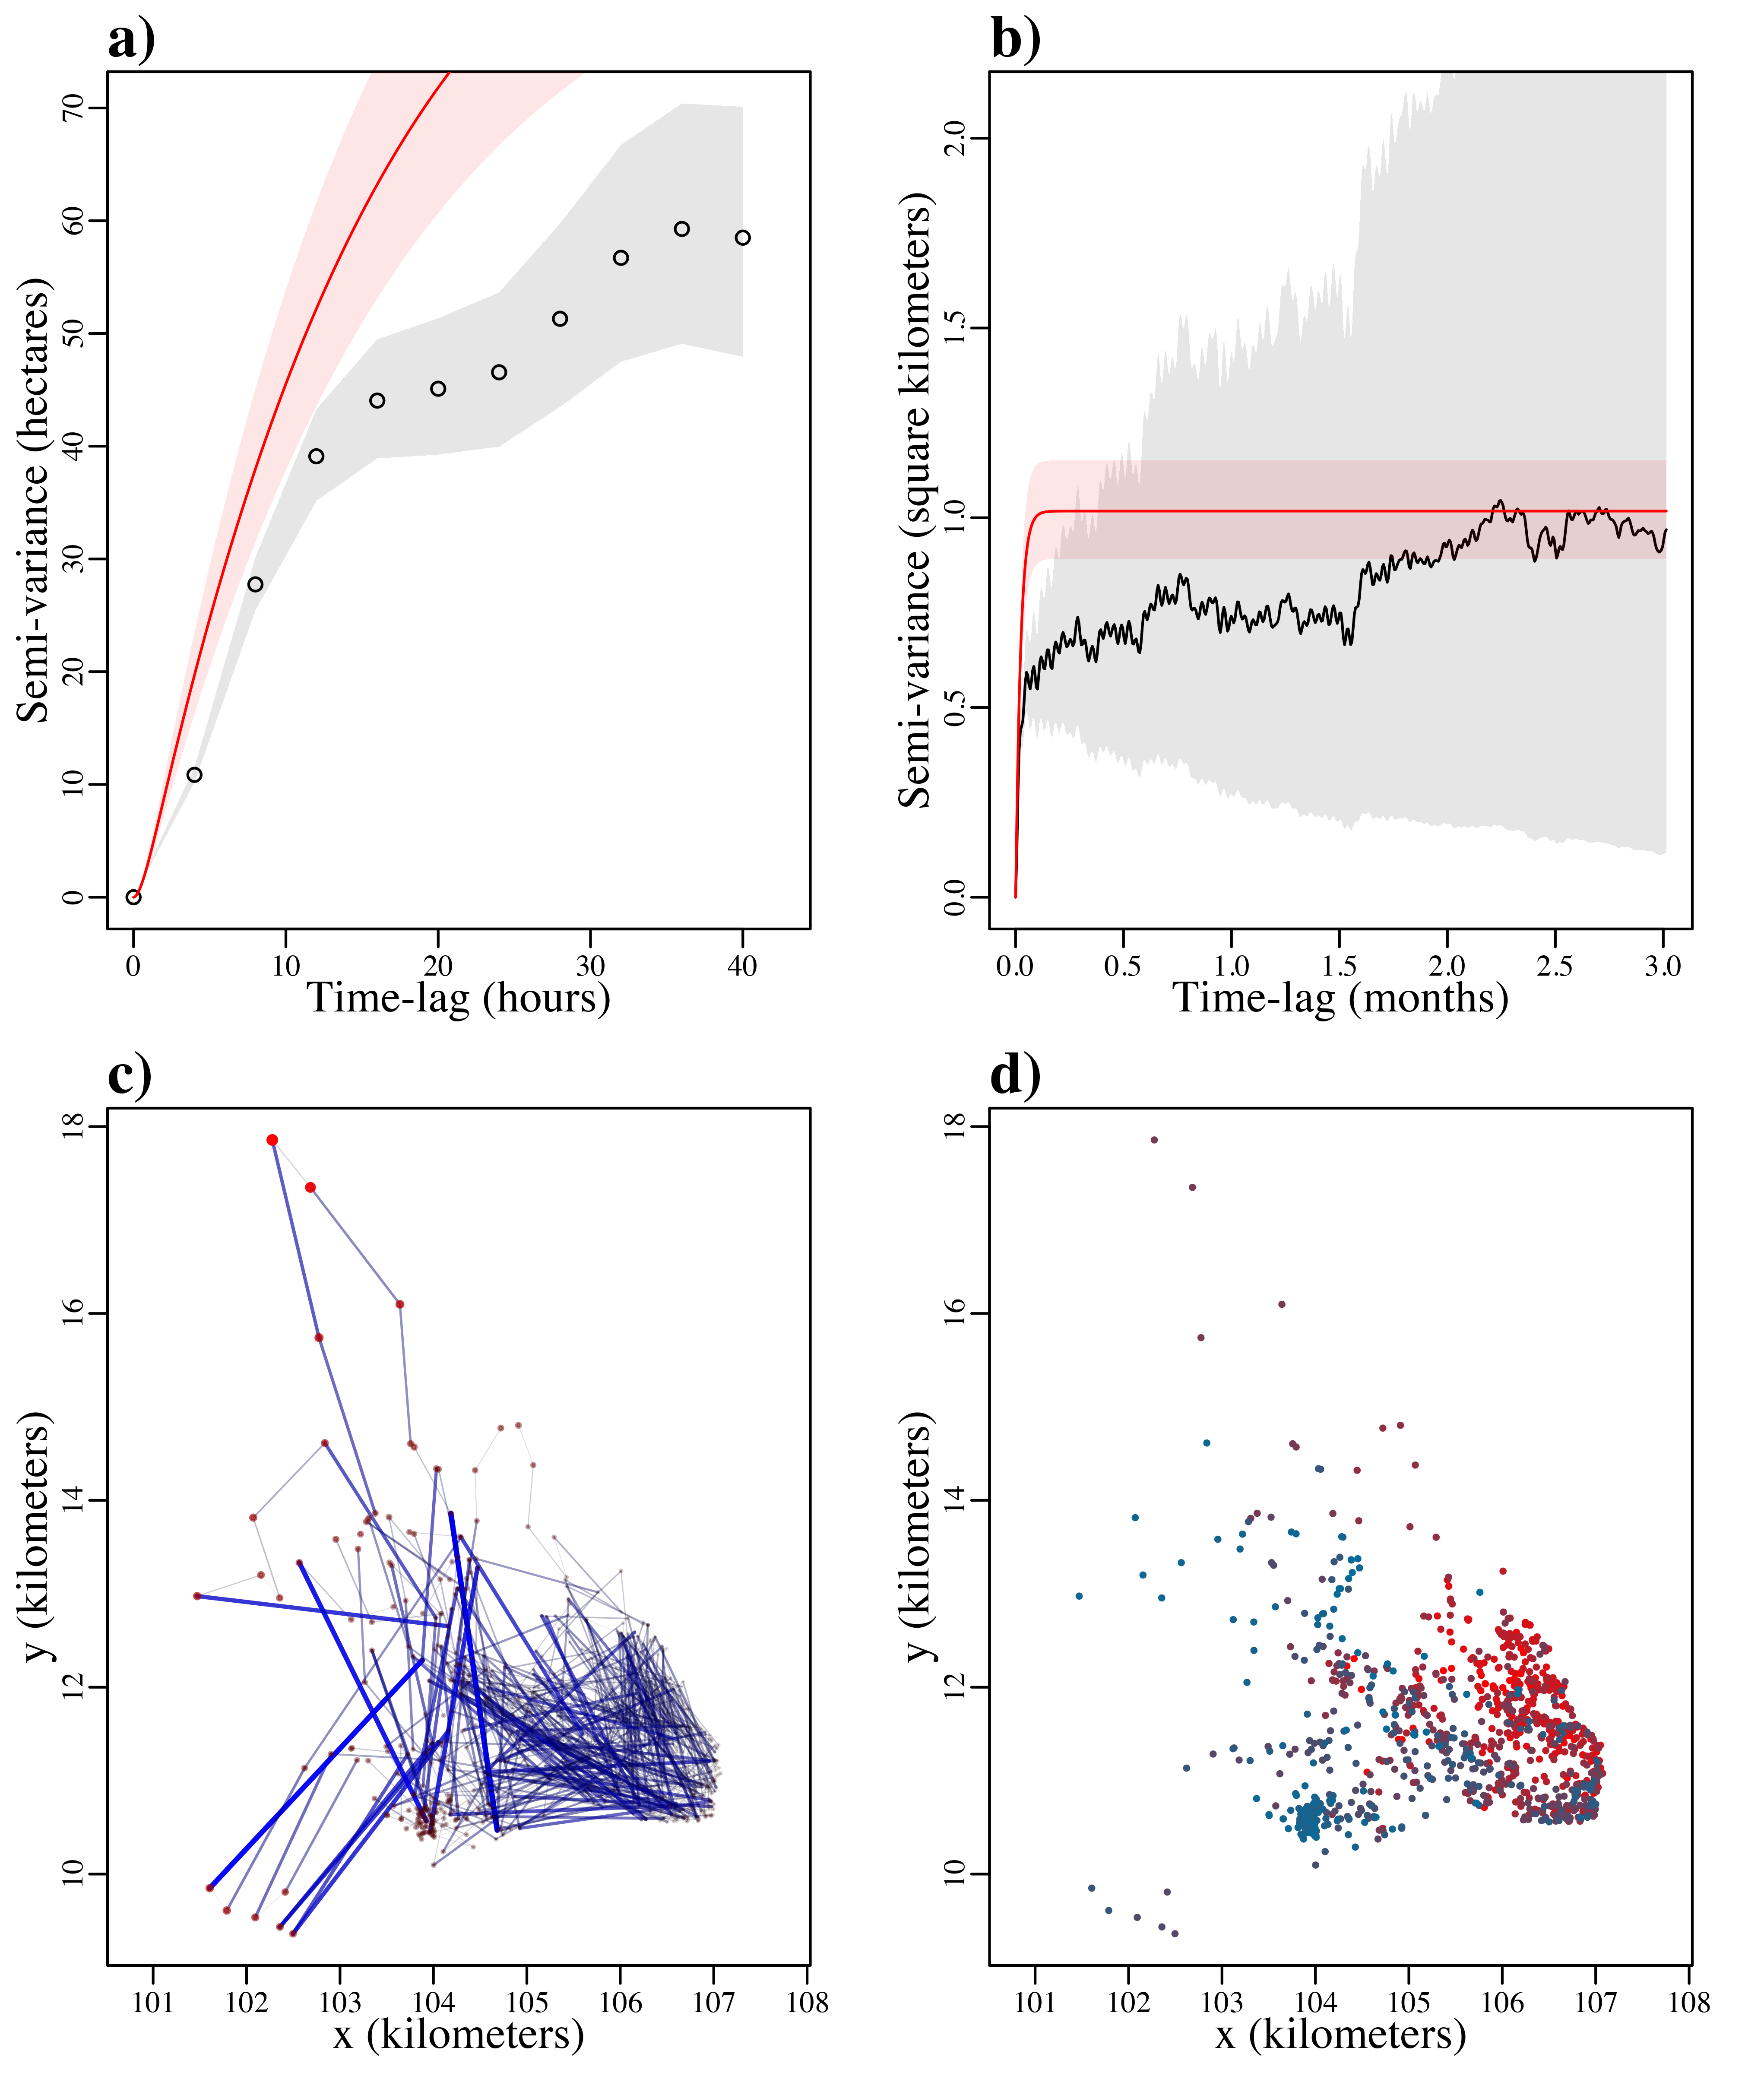 a)
Semi-variance (hectares)
0 10 20 30 40 50 60 70
0 10 20 30 40
Time-lag (hours)
b)
Semi-variance (square kilometers)
0.0 0.5 1.0 1.5 2.0
0.0 0.5 1.0 1.5 2.0 2.5 3.0
Time-lag (months)
c)
y (kilometers)
10 12 14 16 18
101 102 103 104 105 106 107 108
x (kilometers)
d)
y (kilometers)
10 12 14 16 18
101 102 103 104 105 106 107 108
x (kilometers)